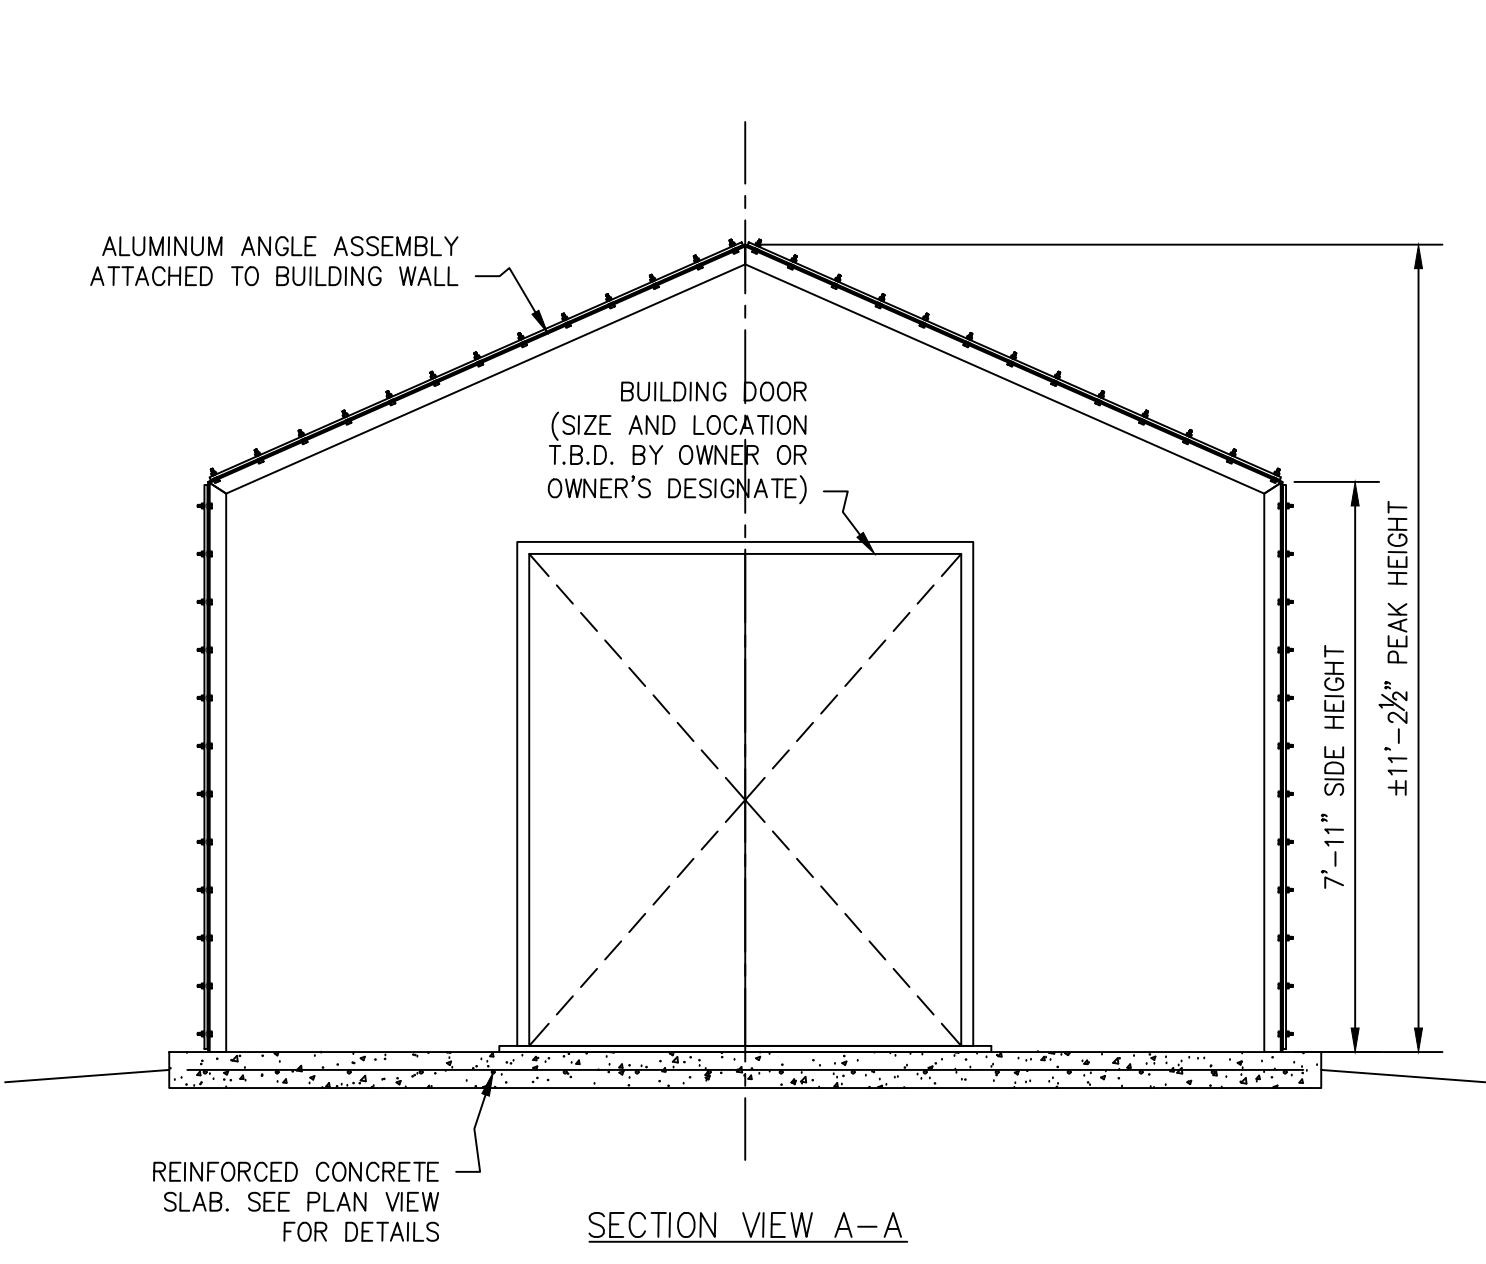 ALUMINUM ANGLE ASSEMBLY
ATTACHED TO BUILDING WALL
BUILDING DOOR
(SIZE AND LOCATION
T.B.D. BY OWNER OR
OWNER'S DESIGNATE)
7'-11" SIDE HEIGHT
±11'-2½" PEAK HEIGHT
REINFORCED CONCRETE
SLAB. SEE PLAN VIEW
FOR DETAILS
SECTION VIEW A-A